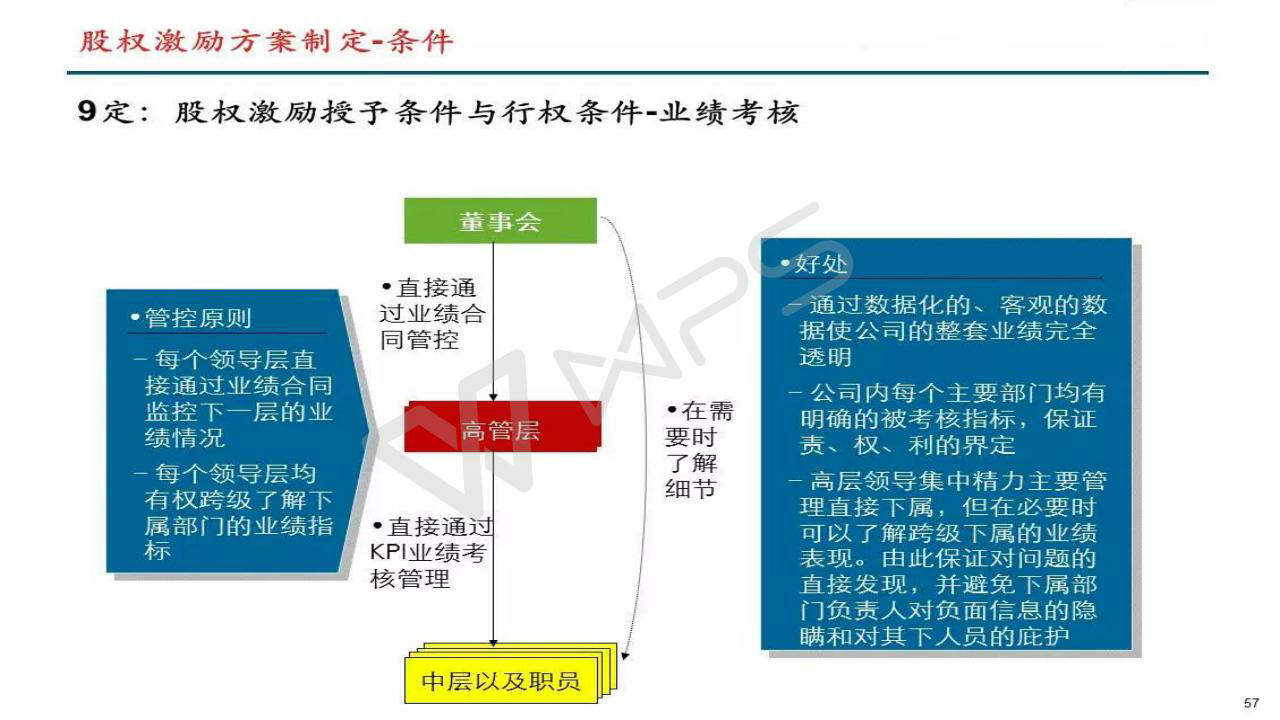 股权激励方案制定-条件
9定：股权激励授予条件与行权条件-业绩考核
•管控原则
– 每个领导层直
接通过业绩合同
监控下一层的业
绩情况
– 每个领导层均
有权跨级了解下
属部门的业绩指
标
董事会
•直接通
过业绩合
同管控
高管层
•直接通过
KPI业绩考
核管理
中层以及职员
•在需
要时
了解
细节
•好处
– 通过数据化的、客观的数
据使公司的整套业绩完全
透明
– 公司内每个主要部门均有
明确的被考核指标，保证
责、权、利的界定
– 高层领导集中精力主要管
理直接下属，但在必要时
可以了解跨级下属的业绩
表现。由此保证对问题的
直接发现，并避免下属部
门负责人对负面信息的隐
瞒和对其下人员的庇护
WPS
57